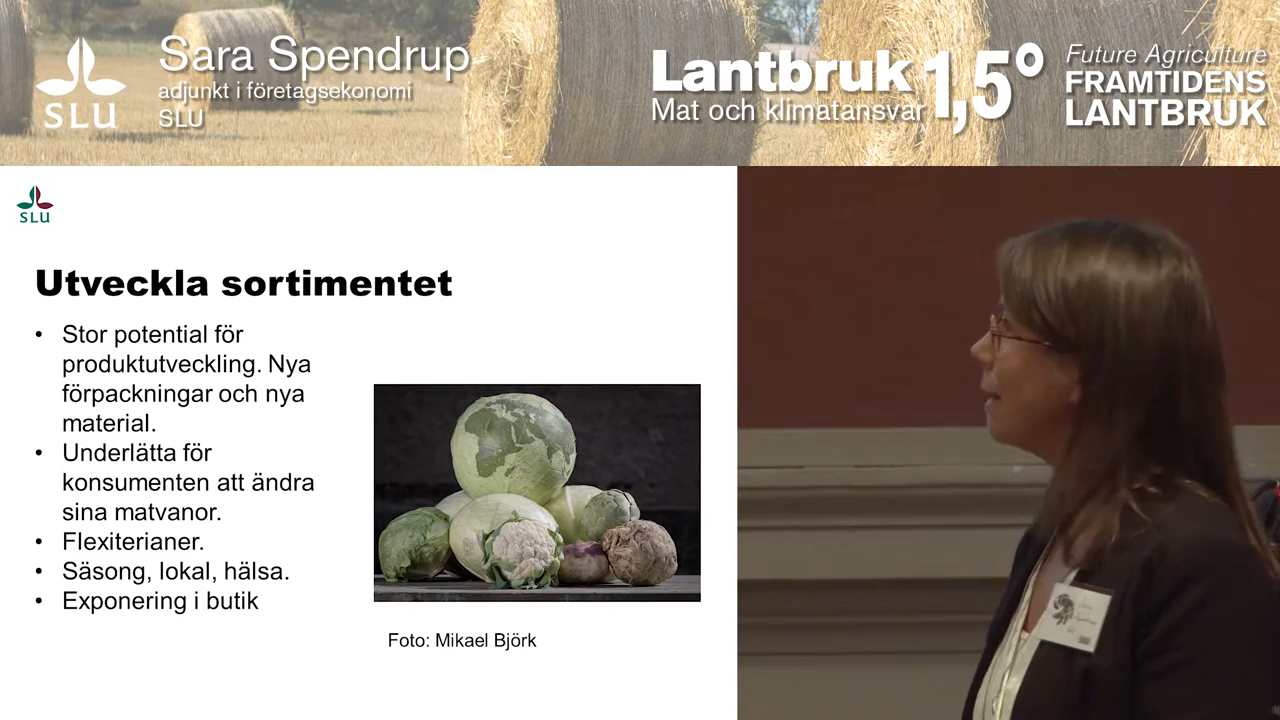 Sara Spendrup
adjunkt i företagsekonomi
SLU
SLU
Lantbruk 1,5°
Mat och klimatansvar
Future Agriculture
FRAMTIDENS
LANTBRUK
SLU
Utveckla sortimentet
• Stor potential för
produktutveckling. Nya
förpackningar och nya
material.
• Underlätta för
konsumenten att ändra
sina matvanor.
• Flexiterianer.
• Säsong, lokal, hälsa.
• Exponering i butik
Foto: Mikael Björk